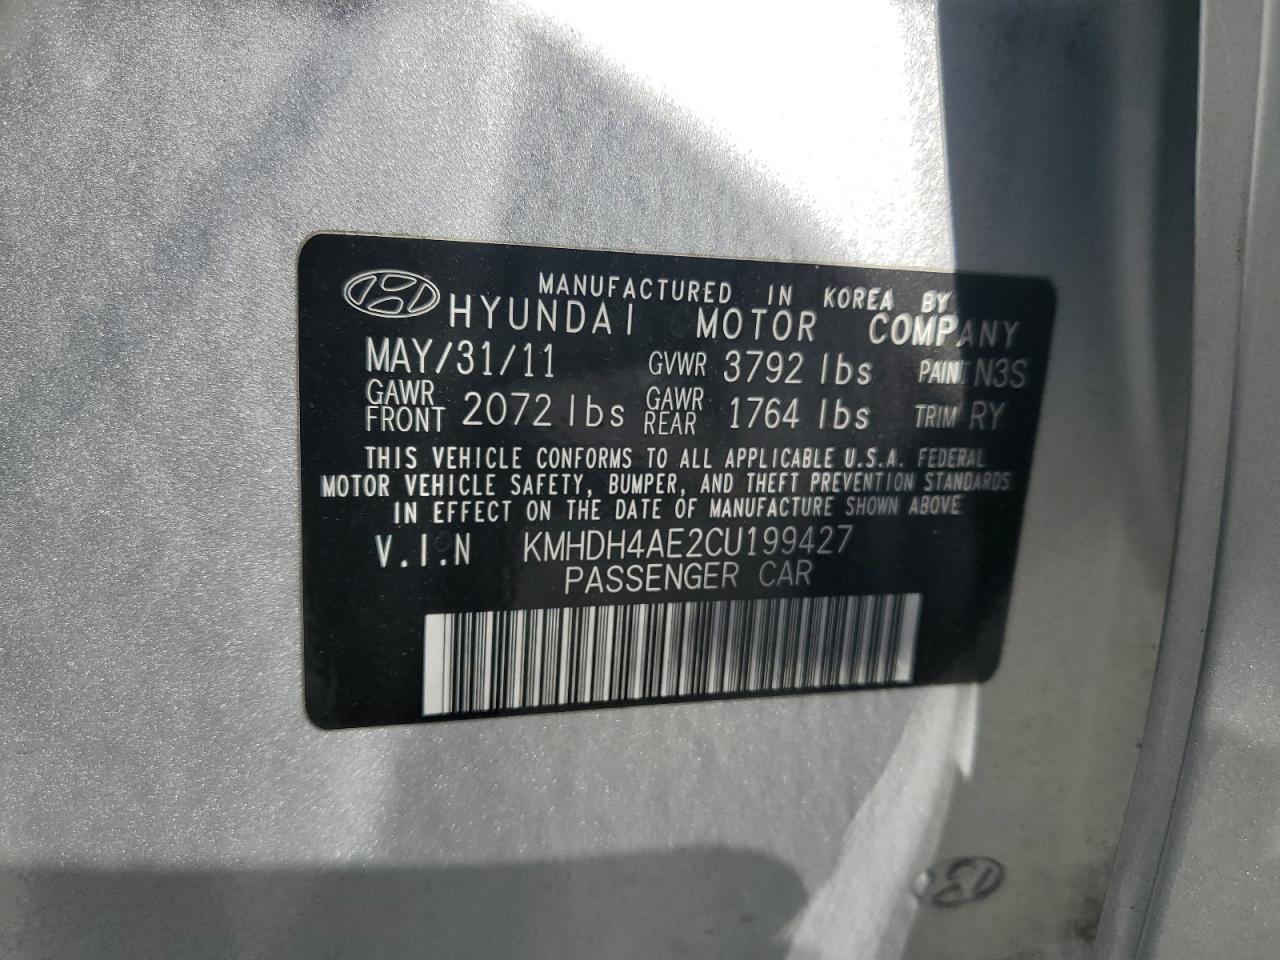 MANUFACTURED IN KOREA BY
HYUNDAI MOTOR COMPANY
MAY/31/11 GVWR 3792 lbs PAINT N3S
GAWR FRONT 2072 lbs GAWR REAR 1764 lbs TRIM RY
THIS VEHICLE CONFORMS TO ALL APPLICABLE U.S.A. FEDERAL
MOTOR VEHICLE SAFETY, BUMPER, AND THEFT PREVENTION STANDARDS
IN EFFECT ON THE DATE OF MANUFACTURE SHOWN ABOVE
V.I.N KMHDH4AE2CU199427
PASSENGER CAR